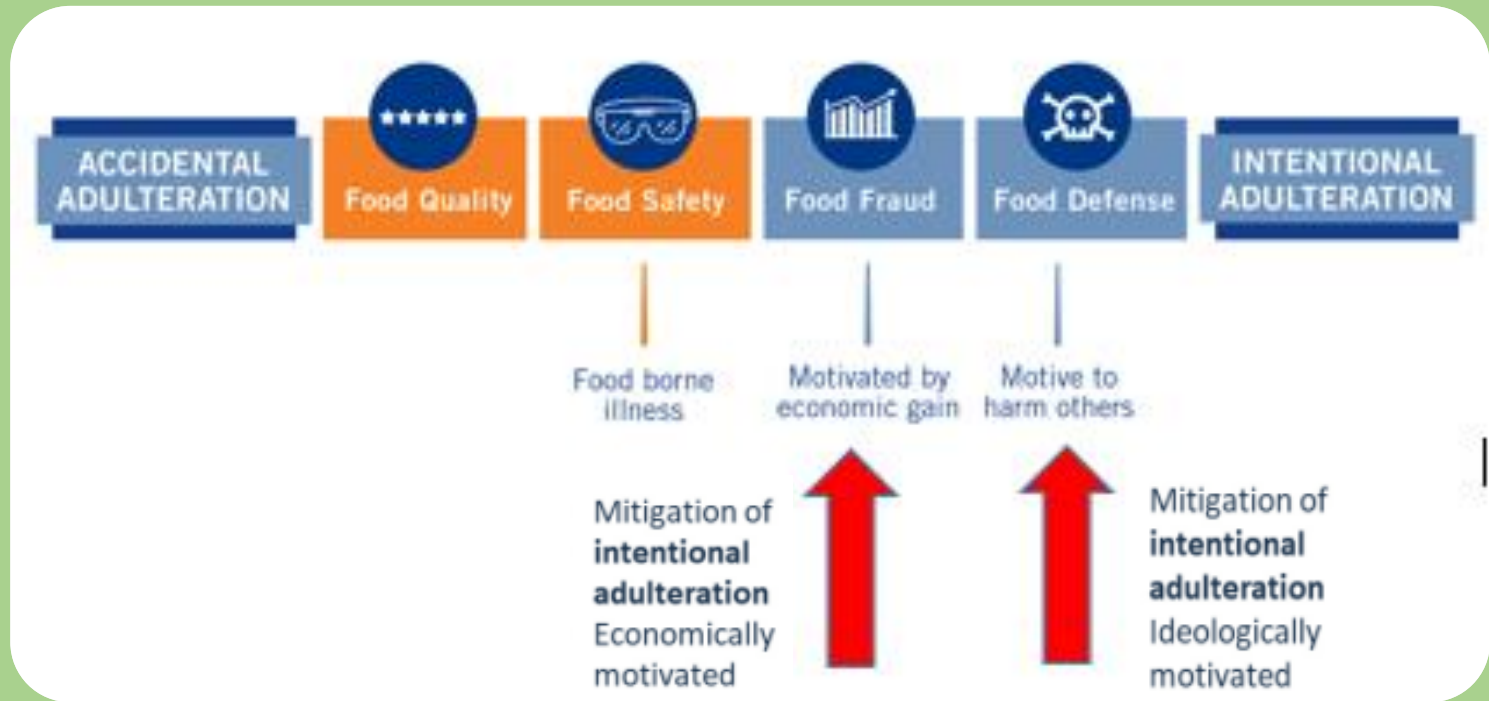 ACCIDENTAL
ADULTERATION
Food Quality
Food Safety
Food Fraud
Food Defense
INTENTIONAL
ADULTERATION
Food borne
illness
Motivated by
economic gain
Motive to
harm others
Mitigation of
intentional
adulteration
Economically
motivated
Mitigation of
intentional
adulteration
Ideologically
motivated